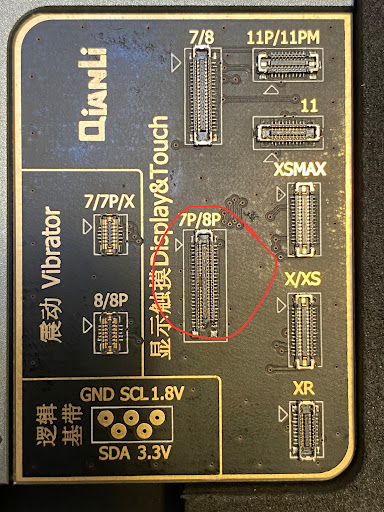 QIANLI
7/8
11P/11PM
11
XSMAX
7/7P/X
震动 Vibrator
显示触摸 Display&Touch
7P/8P
X/XS
8/8P
XR
逻辑
基带
GND SCL 1.8V
SDA 3.3V